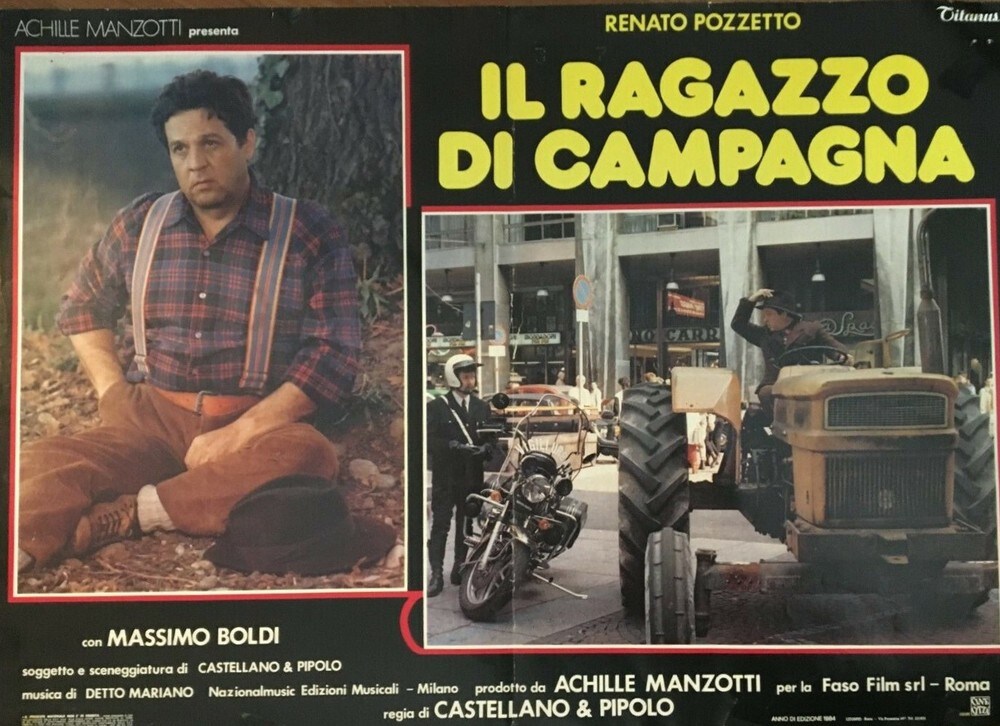 ACHILLE MANZOTTI presenta
RENATO POZZETTO
Titanus
IL RAGAZZO
DI CAMPAGNA
con MASSIMO BOLDI
soggetto e sceneggiatura di CASTELLANO & PIPOLO
musica di DETTO MARIANO Nazionalmusic Edizioni Musicali - Milano prodotto da ACHILLE MANZOTTI per la Faso Film srl - Roma
regia di CASTELLANO & PIPOLO
ANNO DI EDIZIONE 1984